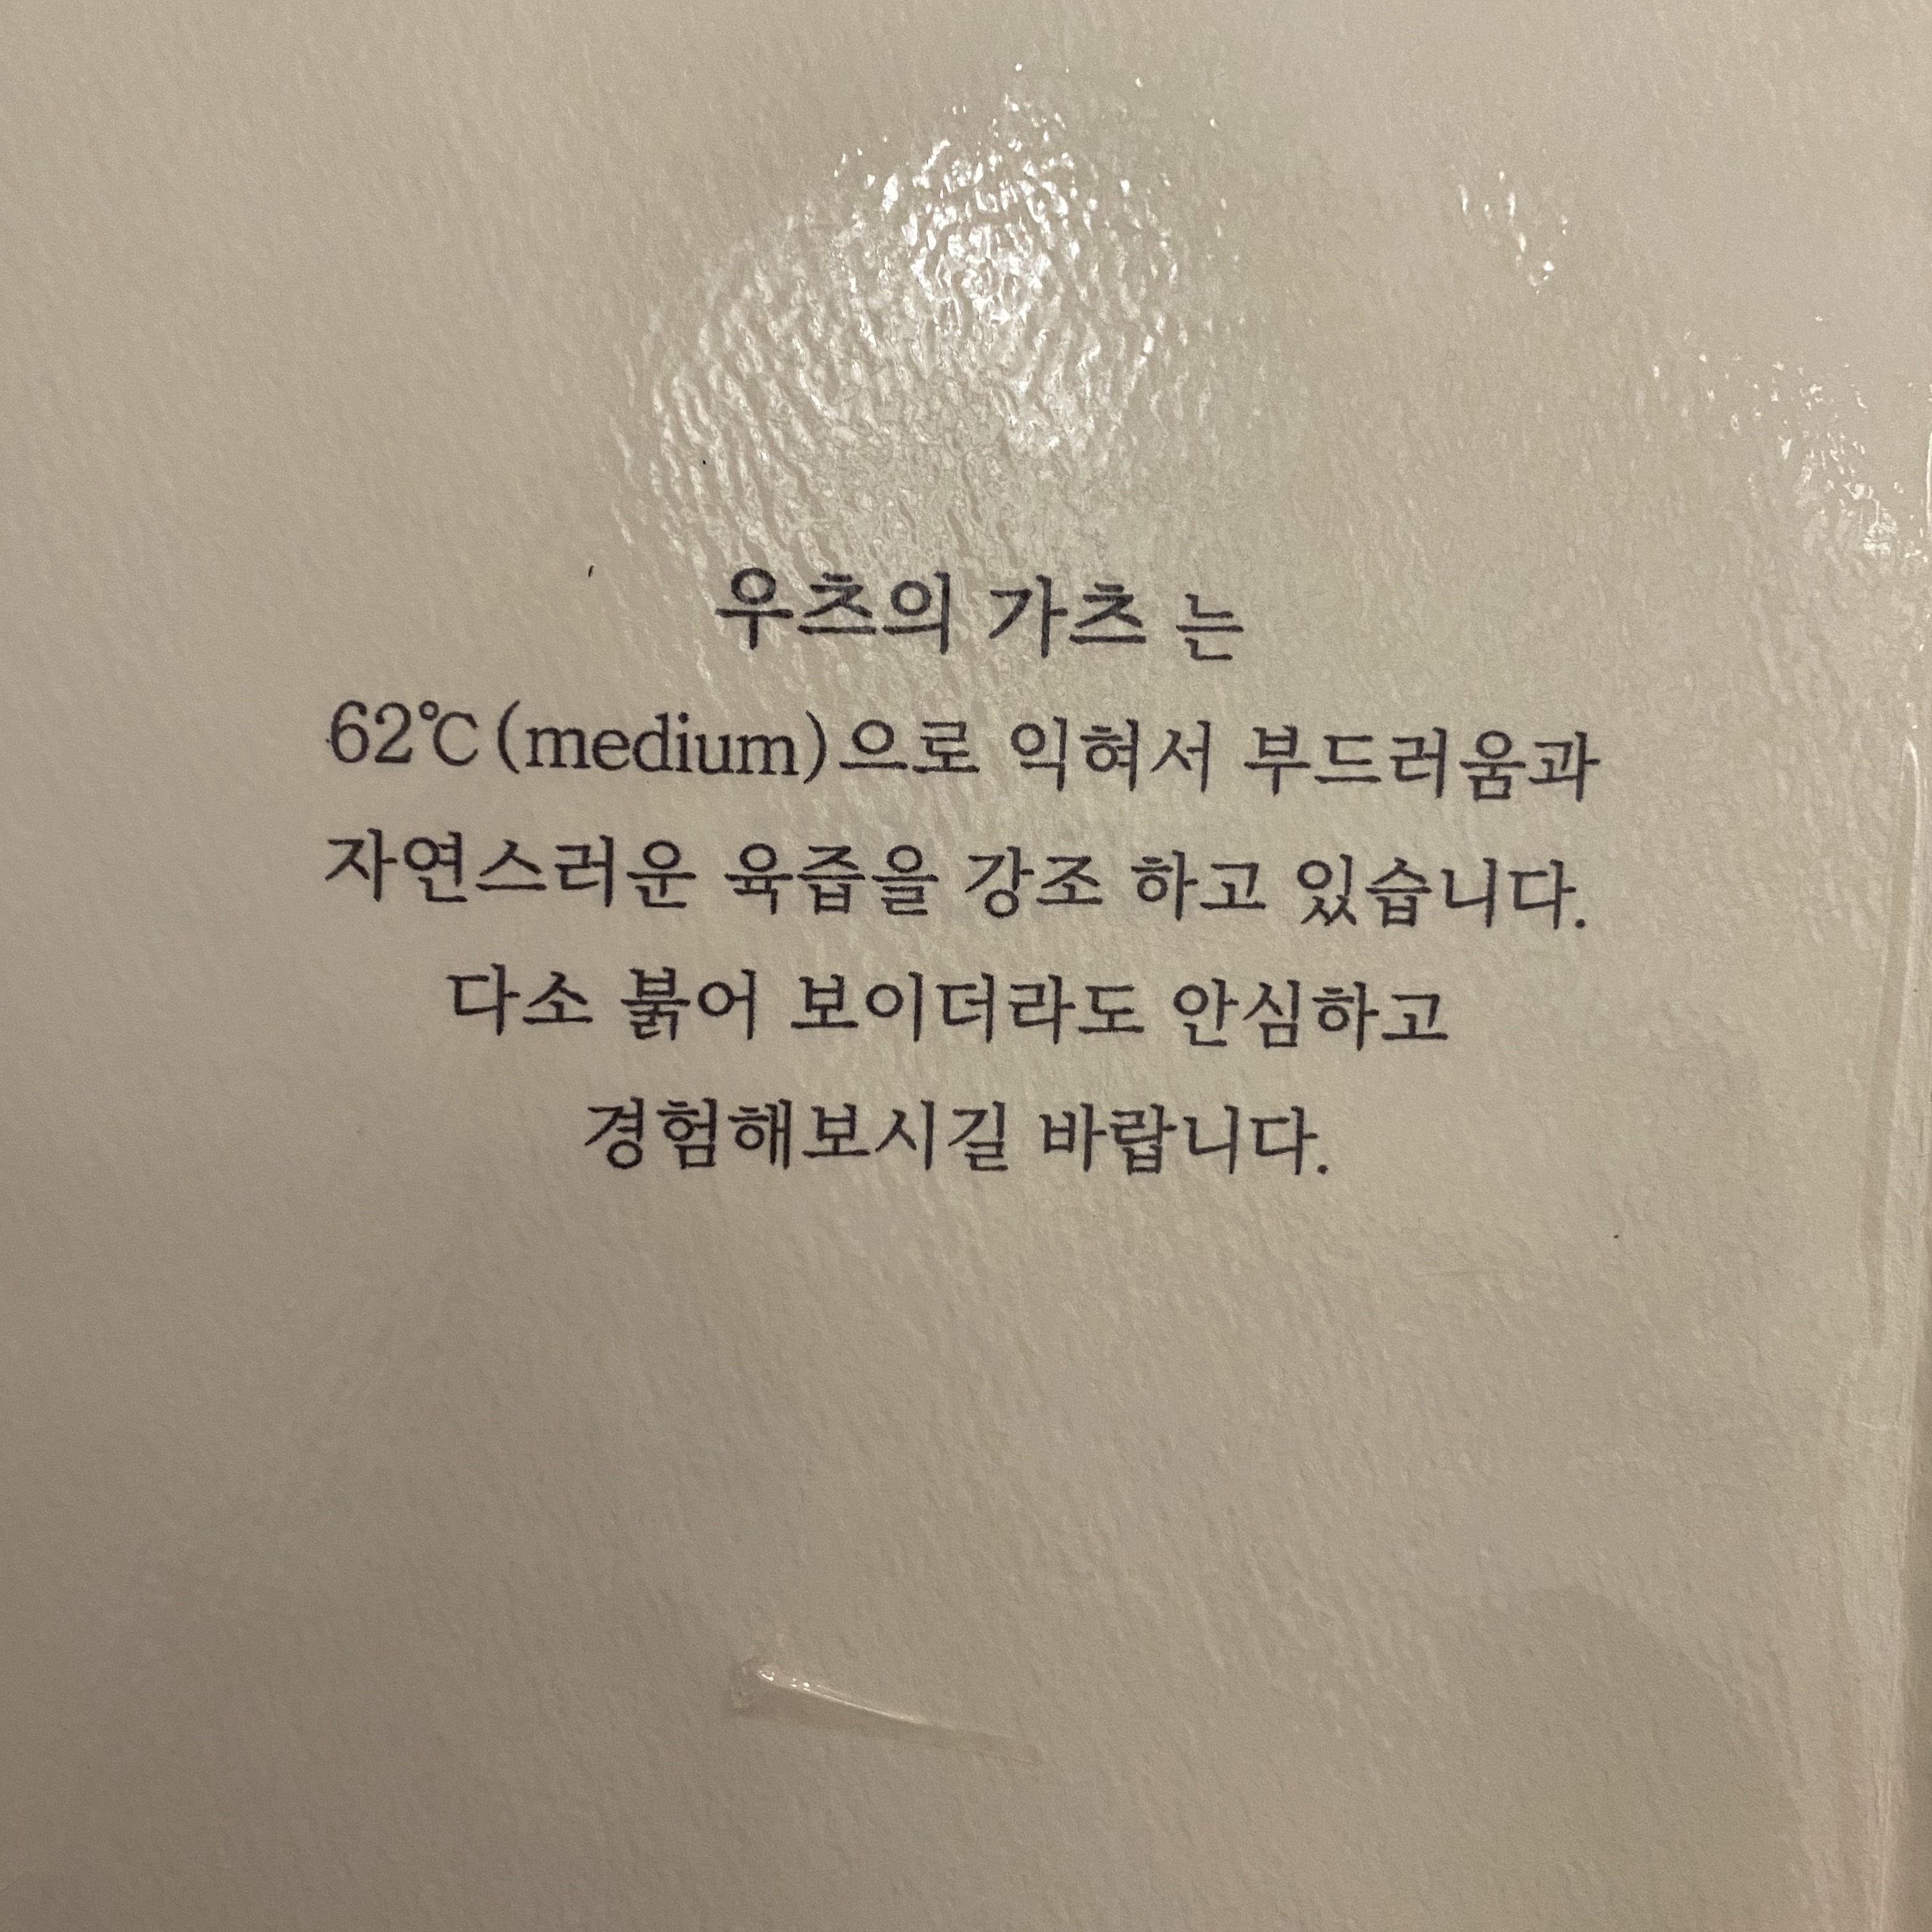 우츠의 가츠 는
62℃(medium)으로 익혀서 부드러움과
자연스러운 육즙을 강조 하고 있습니다.
다소 붉어 보이더라도 안심하고
경험해보시길 바랍니다.